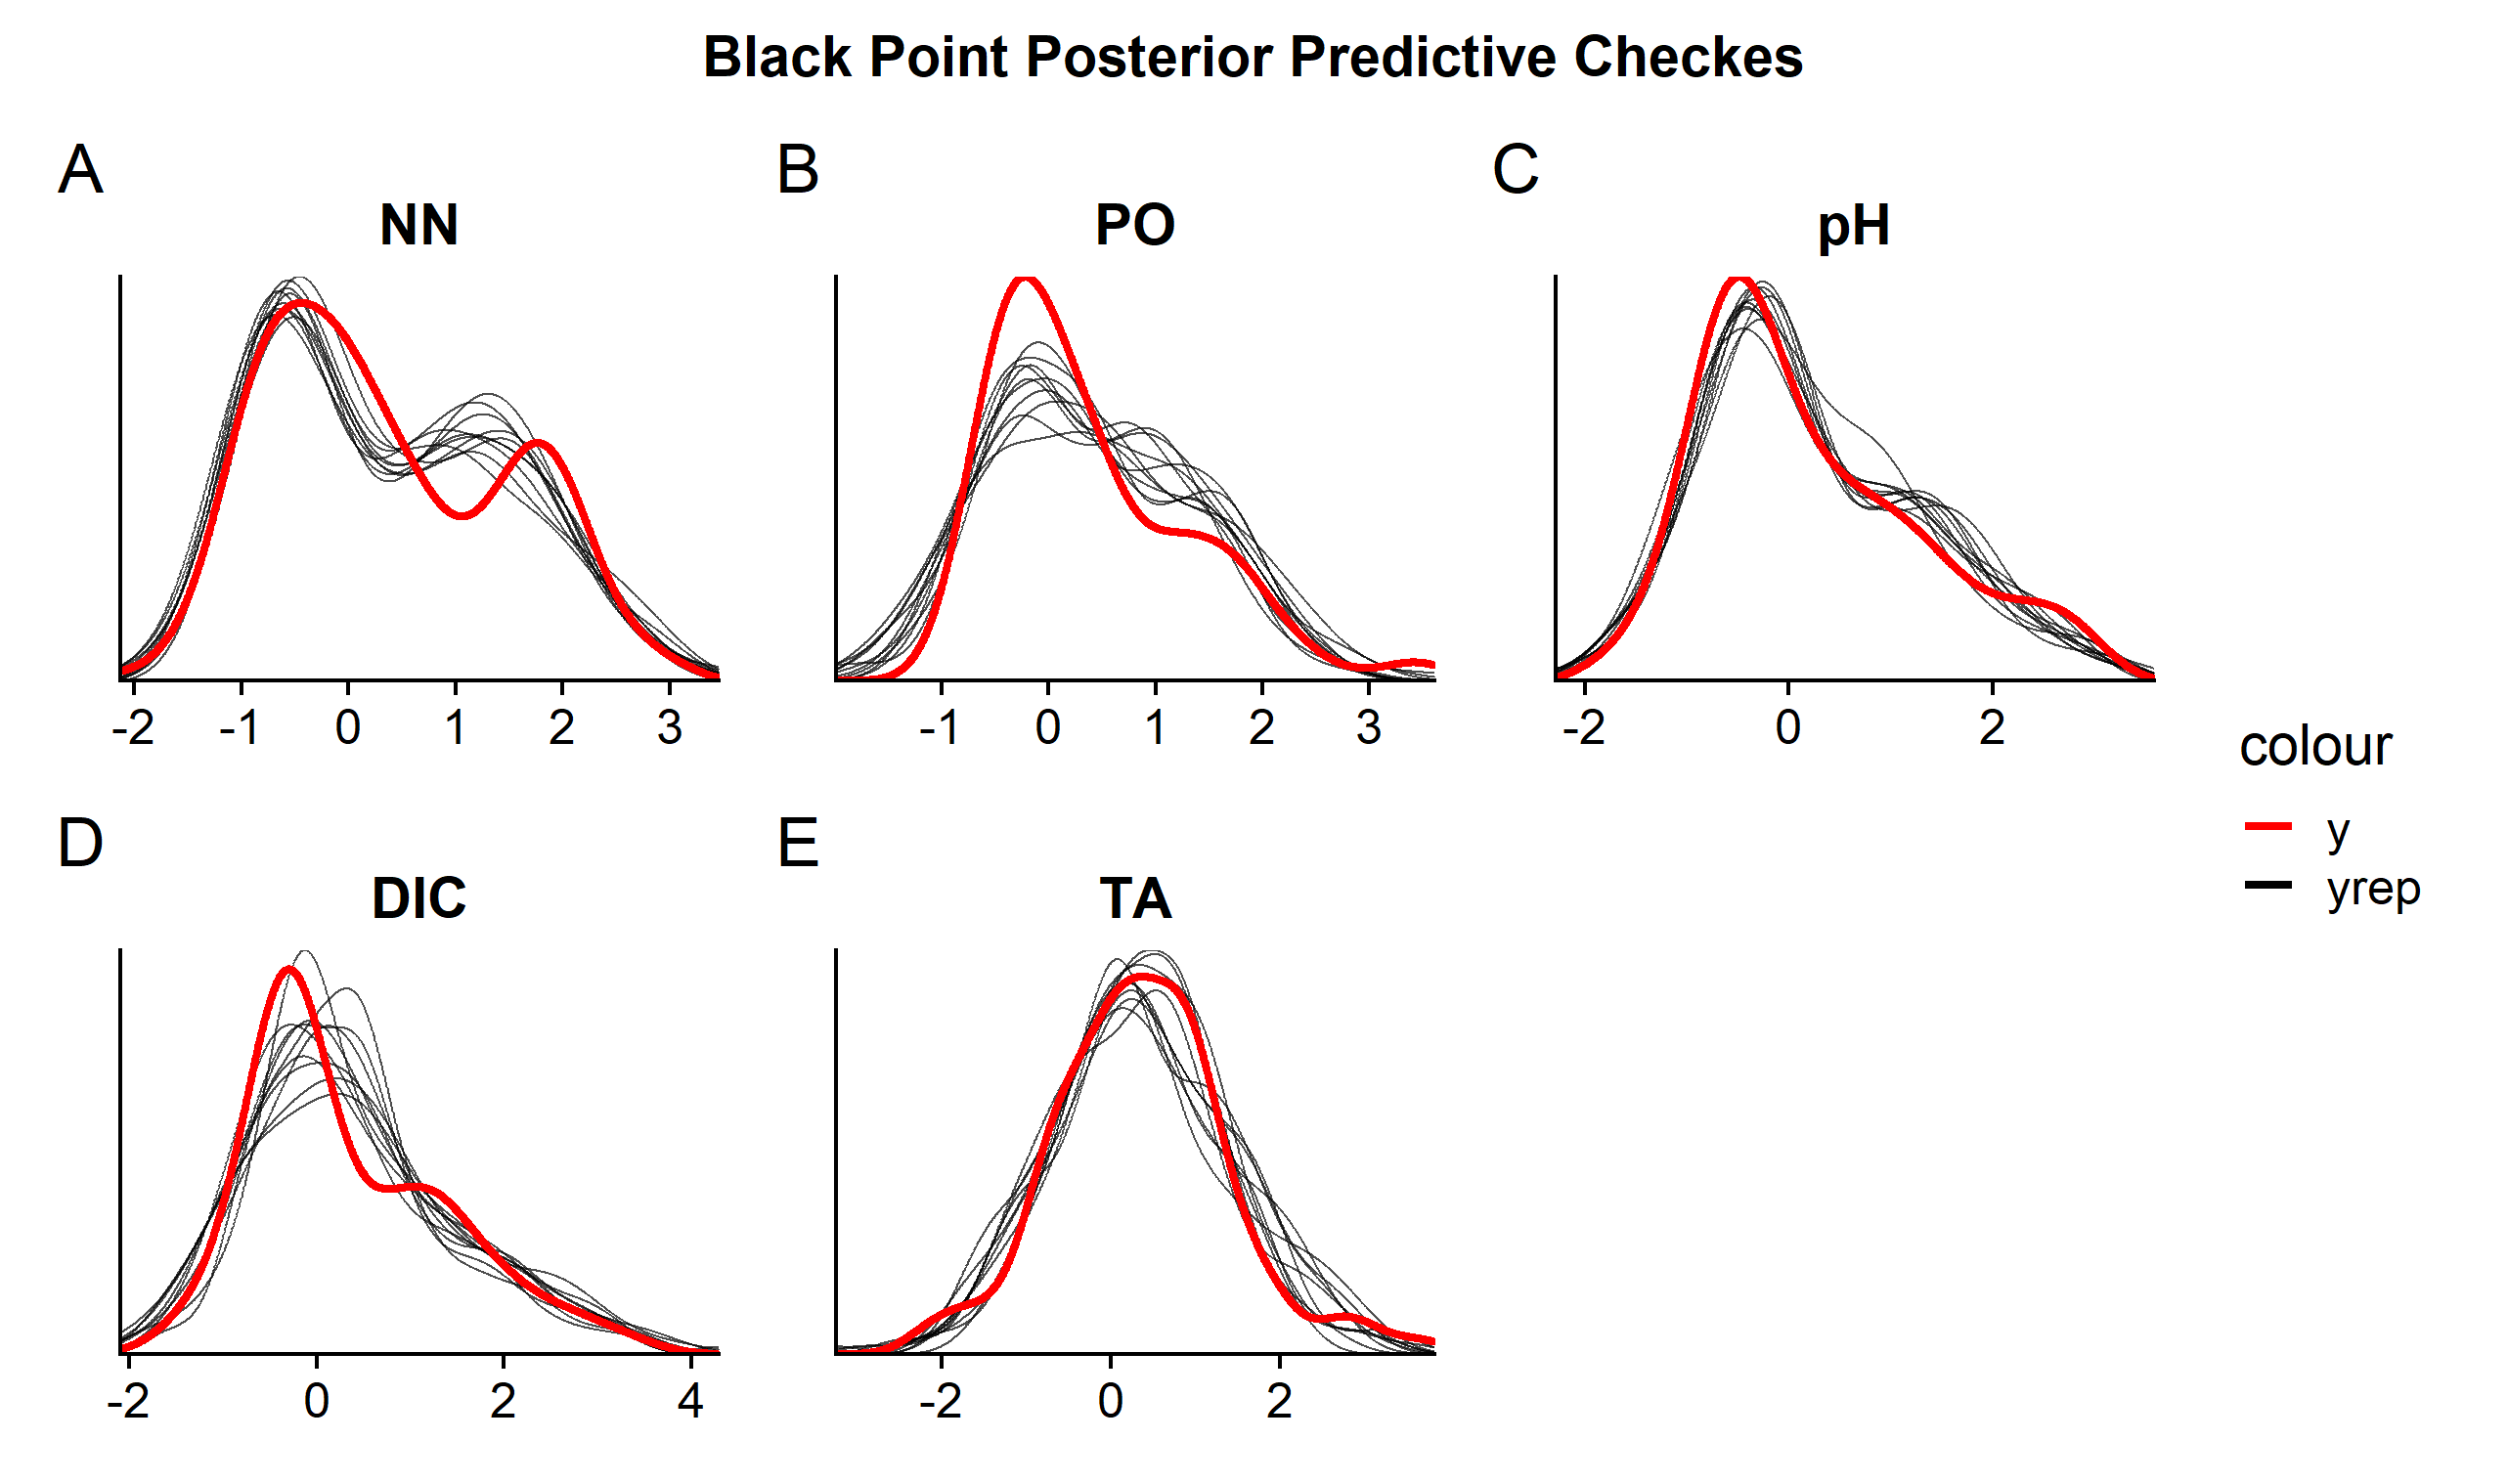 Black Point Posterior Predictive Checkes
A
NN
-2 -1 0 1 2 3
B
PO
-1 0 1 2 3
C
pH
-2 0 2
colour
y
yrep
D
DIC
-2 0 2 4
E
TA
-2 0 2